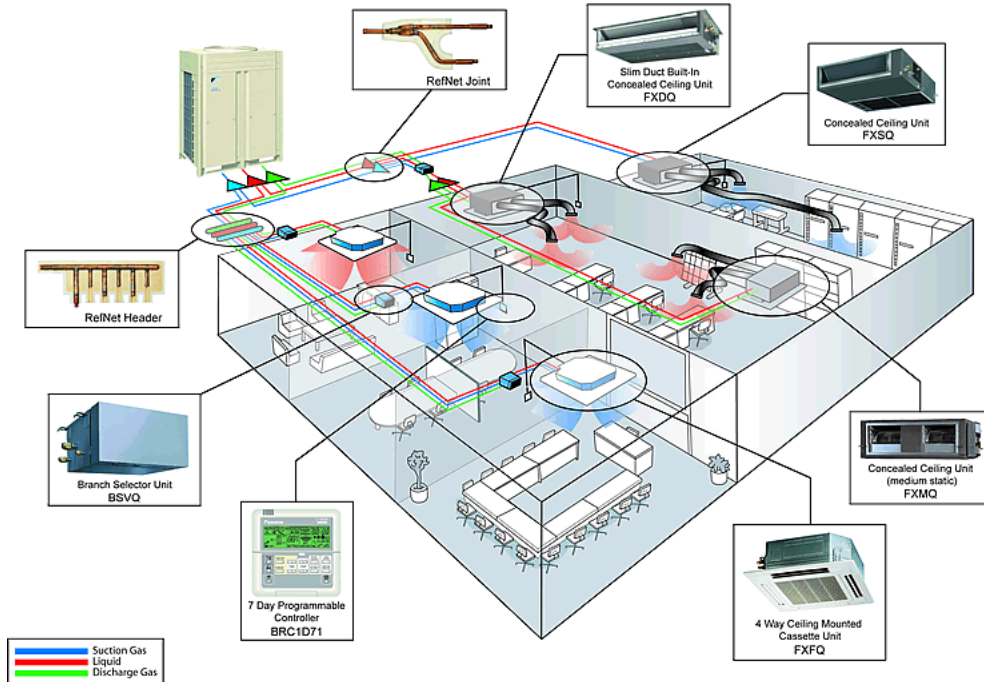 RefNet Joint
Slim Duct Built-In
Concealed Ceiling Unit
FXDQ
Concealed Ceiling Unit
FXSQ
RefNet Header
Branch Selector Unit
BSVQ
7 Day Programmable
Controller
BRC1D71
Concealed Ceiling Unit
(medium static)
FXMQ
4 Way Ceiling Mounted
Cassette Unit
FXFQ
Suction Gas
Liquid
Discharge Gas